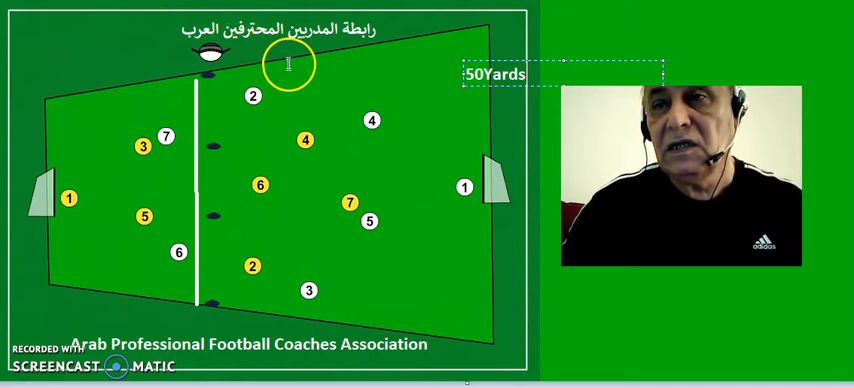 رابطة المدربين المحترفين العرب
50Yards
2
4
7
3
4
6
1
1
7
5
5
6
2
3
adidas
Arab Professional Football Coaches Association
RECORDED WITH
SCREENCAST MATIC